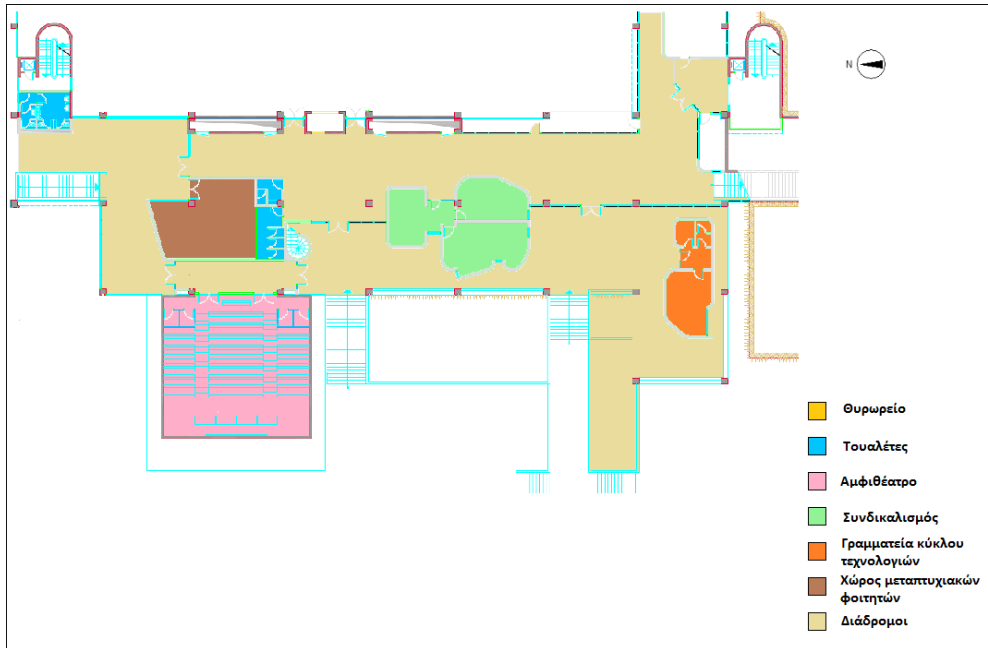 N
Θυρωρείο
Τουαλέτες
Αμφιθέατρο
Συνδικαλισμός
Γραμματεία κύκλου
τεχνολογιών
Χώρος μεταπτυχιακών
φοιτητών
Διάδρομοι